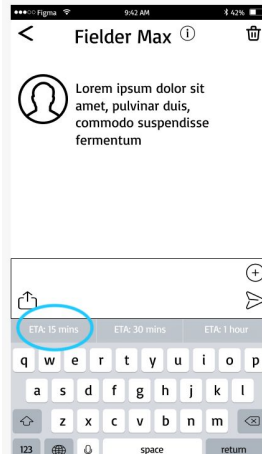 Figma 9:42 AM 42%
Fielder Max
Lorem ipsum dolor sit
amet, pulvinar duis,
commodo suspendisse
fermentum
ETA: 15 mins ETA: 30 mins ETA: 1 hour
q w e r t y u i o p
a s d f g h j k l
z x c v b n m
123 space return